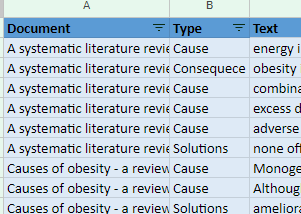 A B
Document Type Text
A systematic literature revie Cause energy i
A systematic literature revie Consequece obesity
A systematic literature revie Cause combina
A systematic literature revie Cause excess d
A systematic literature revie Cause adverse
A systematic literature revie Solutions none off
Causes of obesity - a review Cause Monoge
Causes of obesity - a review Cause Althoug
Causes of obesity - a review Solutions amelior